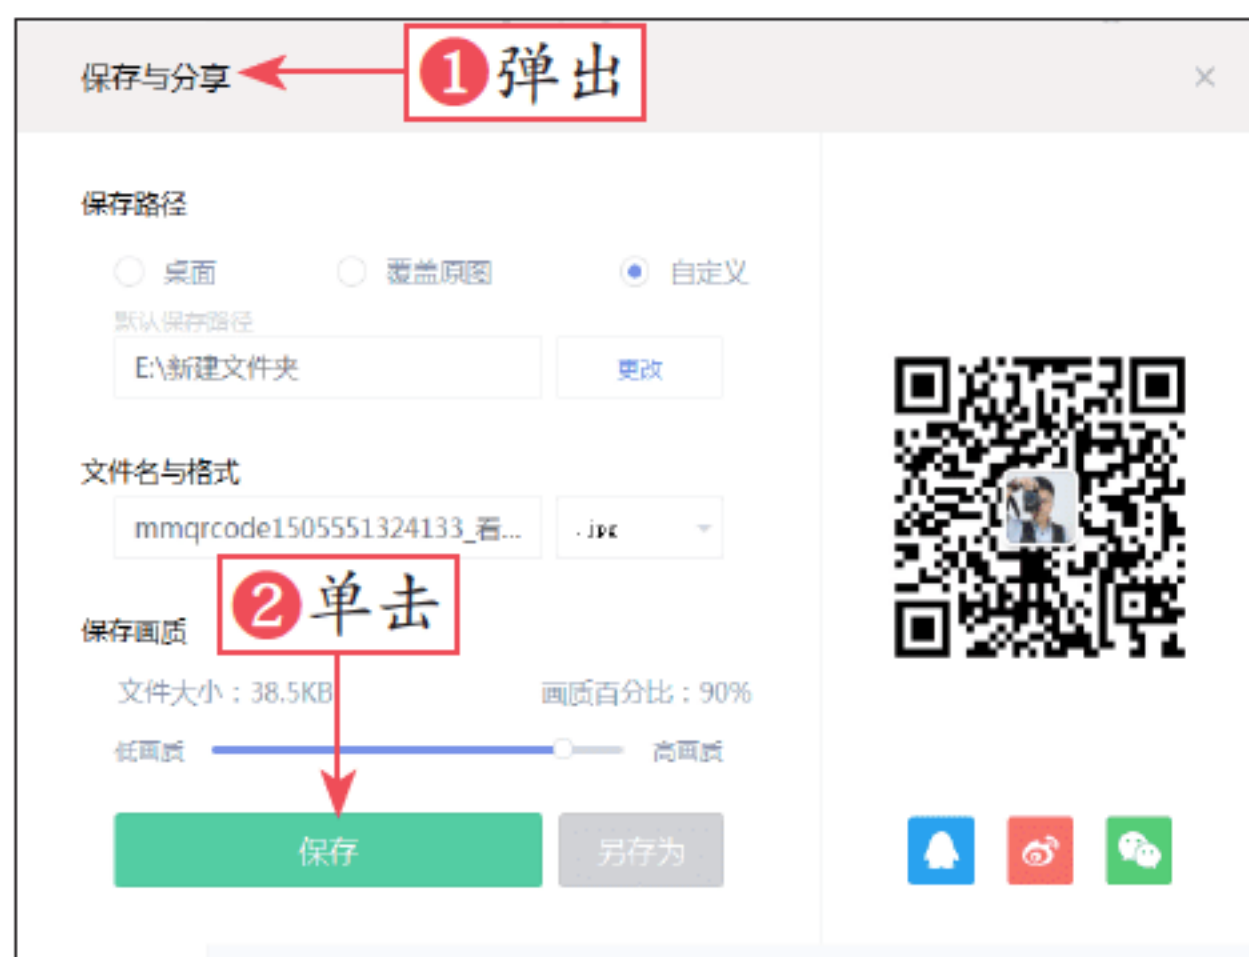 保存与分享
❶弹出
保存路径
桌面 覆盖原图 自定义
默认保存路径
E:\新建文件夹 更改
文件名与格式
mmqrcode1505551324133_看... .jpg
❷单击
保存画质
文件大小：38.5KB 画质百分比：90%
低画质 高画质
保存 另存为